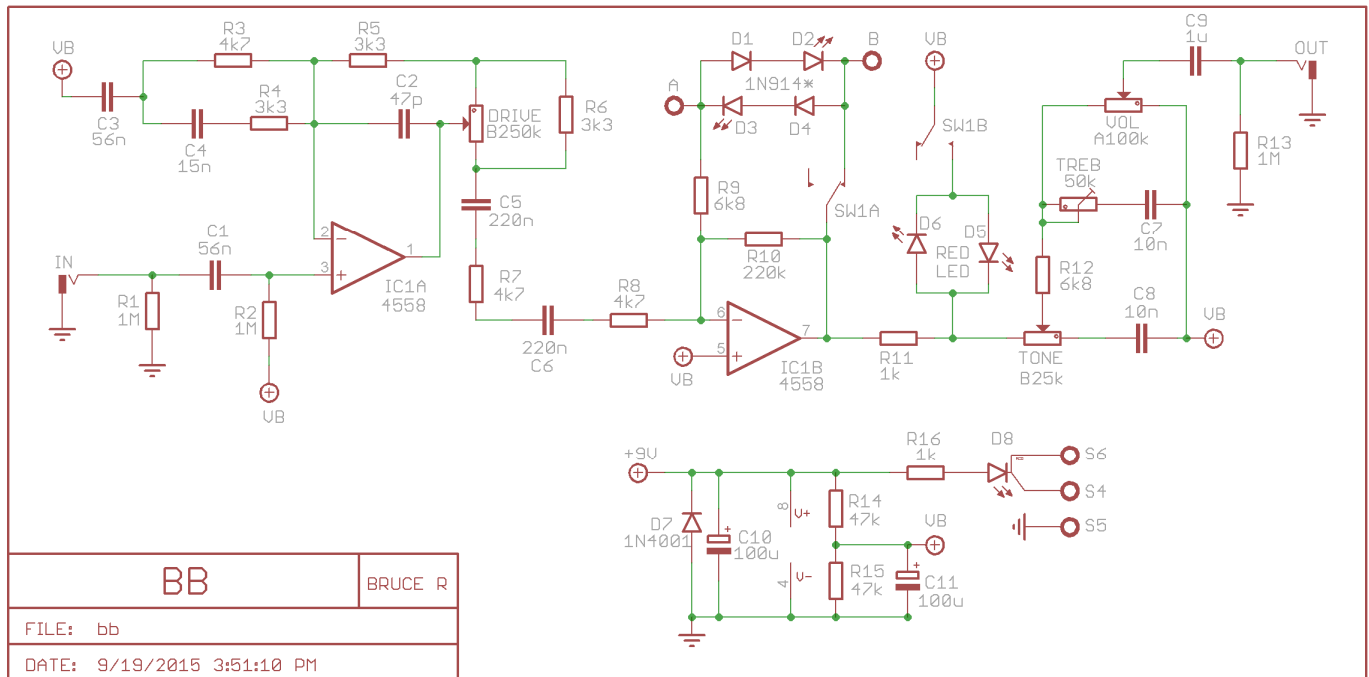 VB
R3
4k7
R5
3k3
R4
3k3
C2
47p
C3
56n
C4
15n
DRIVE
B250k
R6
3k3
C5
220n
IN
C1
56n
R1
1M
R2
1M
VB
2
3
1
IC1A
4558
R7
4k7
220n
C6
R8
4k7
A
D1
D2
B
1N914*
D3
D4
R9
6k8
SW1A
R10
220k
6
5
7
VB
IC1B
4558
VB
SW1B
D6
D5
RED
LED
R11
1k
C9
1u
OUT
VOL
A100k
R13
1M
TREB
50k
C7
10n
R12
6k8
C8
10n
VB
TONE
B25k
+9V
D7
1N4001
C10
100u
8
V+
4
V-
R14
47k
R15
47k
VB
C11
100u
R16
1k
D8
S6
S4
S5
BB
BRUCE R
FILE: bb
DATE: 9/19/2015 3:51:10 PM